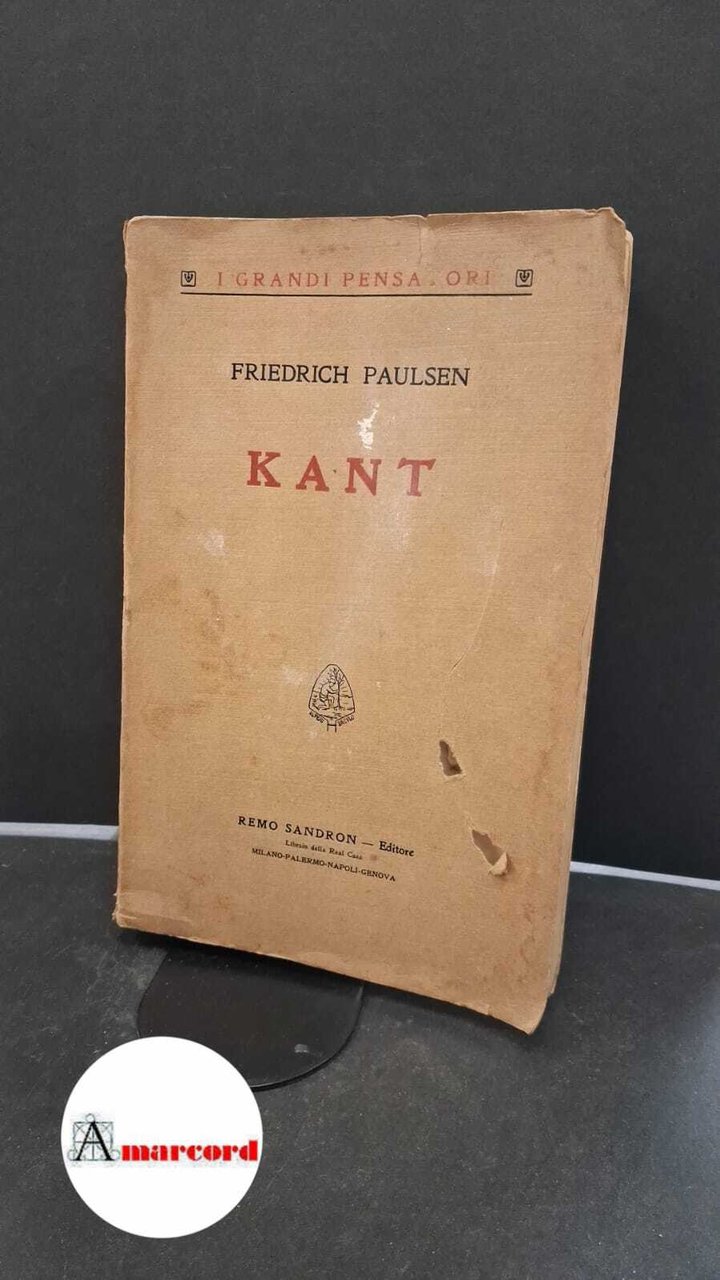 I GRANDI PENSA ORI
FRIEDRICH PAULSEN
KANT
REMO SANDRON — Editore
Libraio della Real Casa
MILANO-PALERMO-NAPOLI-GENOVA
Amarcord